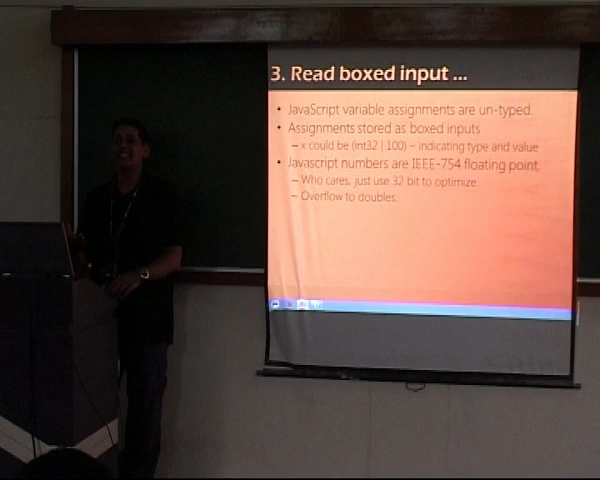 3. Read boxed input ...
• JavaScript variable assignments are un-typed.
• Assignments stored as boxed inputs
– x could be (int32 | 100) – indicating type and value
• Javascript numbers are IEEE-754 floating point.
– Who cares, just use 32 bit to optimize.
– Overflow to doubles.